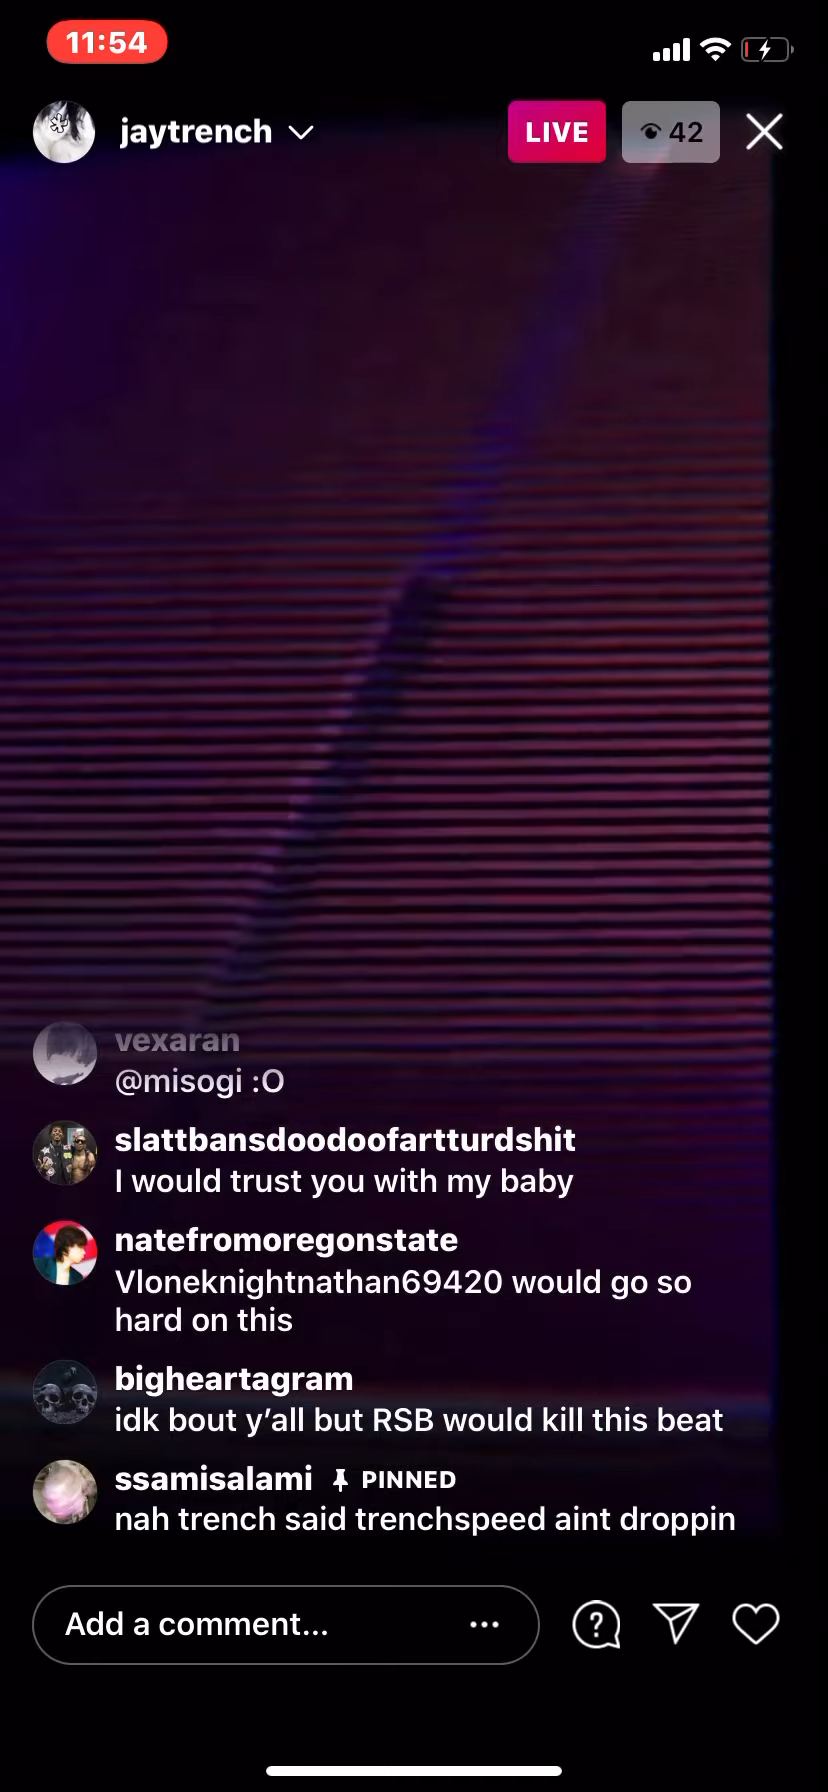 11:54
jaytrench
LIVE
42
vexaran
@misogi :O
slattbansdoodoofartturdshit
I would trust you with my baby
natefromoregonstate
Vloneknightnathan69420 would go so
hard on this
bigheartagram
idk bout y’all but RSB would kill this beat
ssamisalami PINNED
nah trench said trenchspeed aint droppin
Add a comment...